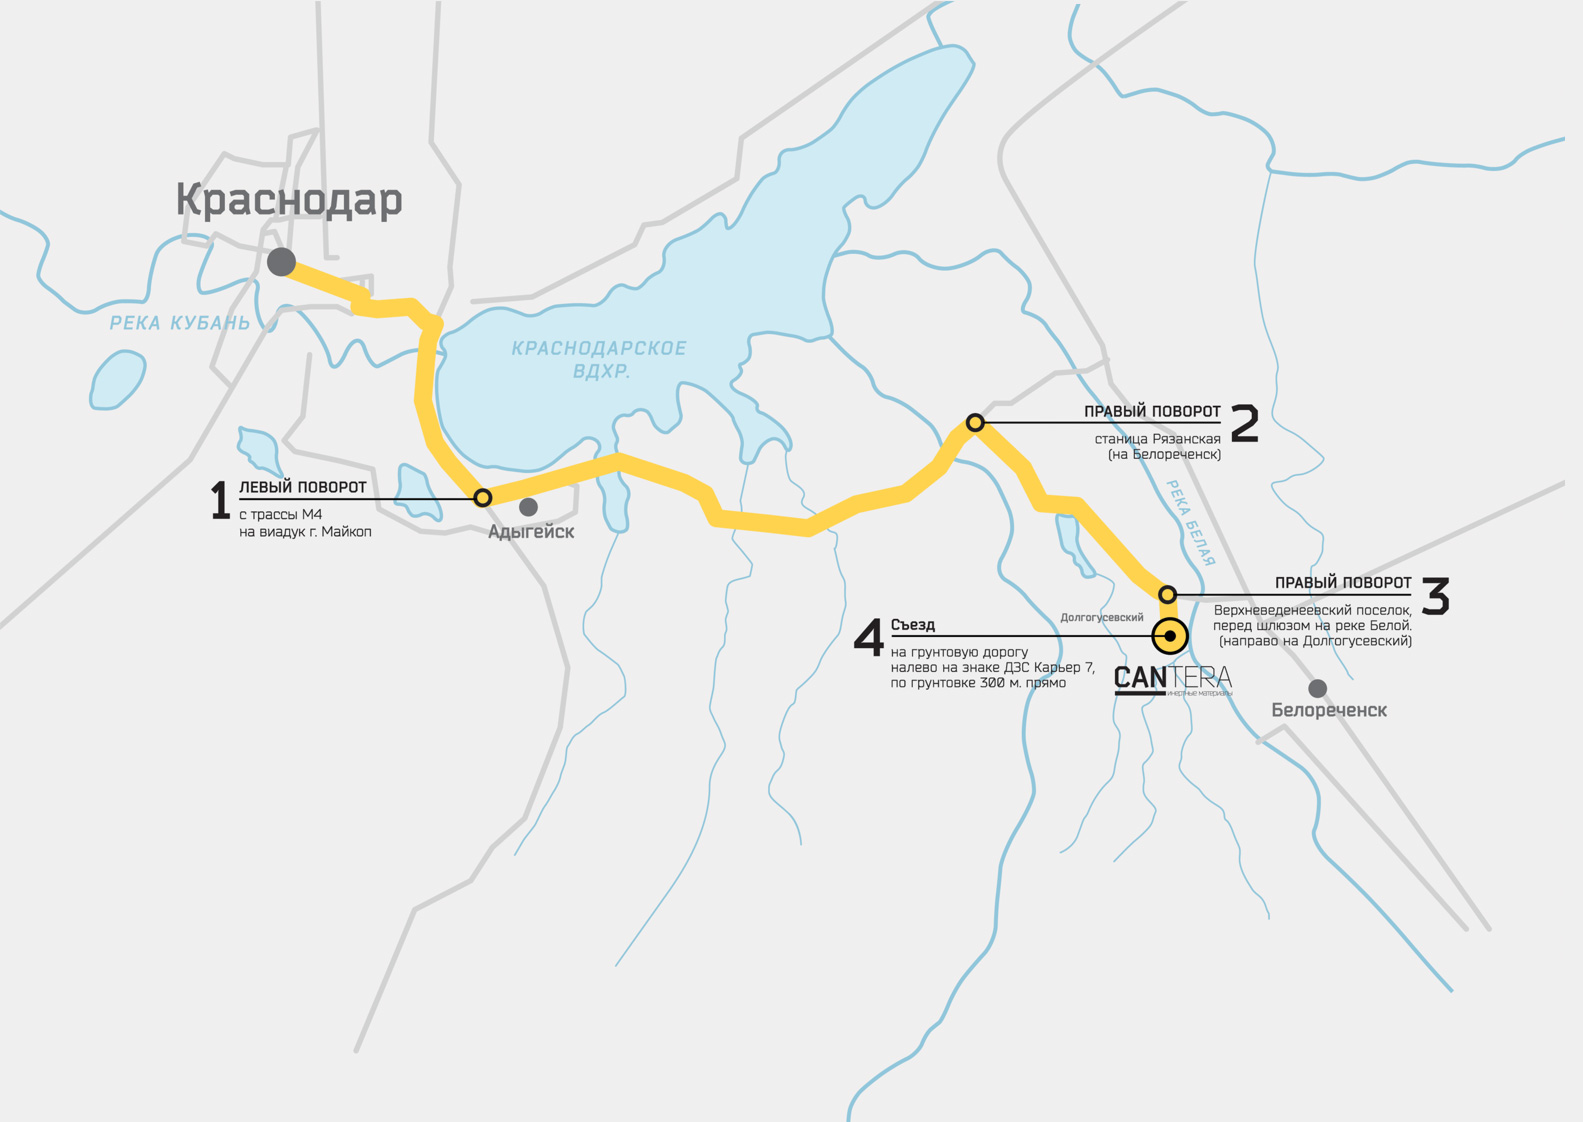 Краснодар
РЕКА КУБАНЬ
КРАСНОДАРСКОЕ
ВДХР.
1
ЛЕВЫЙ ПОВОРОТ
с трассы М4
на виадук г. Майкоп
Адыгейск
ПРАВЫЙ ПОВОРОТ
2
станица Рязанская
(на Белореченск)
РЕКА БЕЛАЯ
ПРАВЫЙ ПОВОРОТ
3
Верхневеденеевский поселок,
перед шлюзом на реке Белой.
(направо на Долгогусевский)
Долгогусевский
4
Съезд
на грунтовую дорогу
налево на знаке ДЗС Карьер 7,
по грунтовке 300 м. прямо
CANTERA
инертные материалы
Белореченск